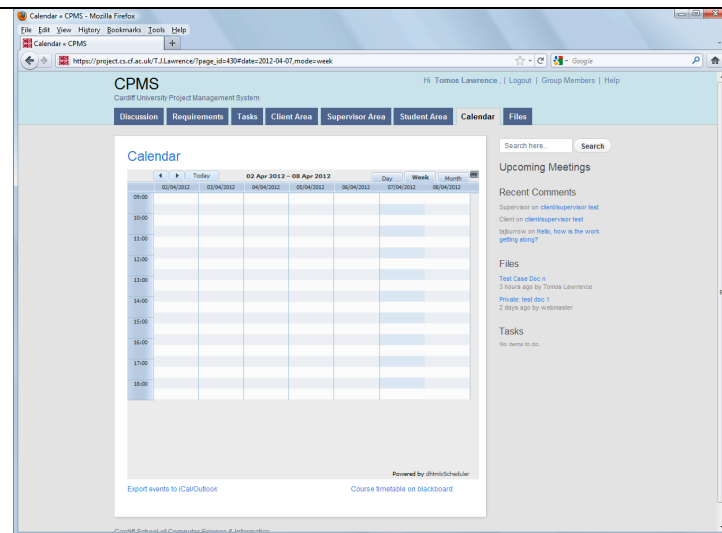 Calendar « CPMS - Mozilla Firefox
File Edit View History Bookmarks Tools Help
Calendar « CPMS
https://project.cs.cf.ac.uk/T.J.Lawrence/?page_id=430#date=2012-04-07,mode=week
Google
CPMS
Hi Tomos Lawrence , | Logout | Group Members | Help
Cardiff University Project Management System
Discussion Requirements Tasks Client Area Supervisor Area Student Area Calendar Files
Search here... Search
Calendar
Today 02 Apr 2012 – 08 Apr 2012 Day Week Month
02/04/2012 03/04/2012 04/04/2012 05/04/2012 06/04/2012 07/04/2012 08/04/2012
09:00
10:00
11:00
12:00
13:00
14:00
15:00
16:00
17:00
18:00
Powered by dhtmlxScheduler
Export events to iCal/Outlook
Course timetable on blackboard
Upcoming Meetings
Recent Comments
Supervisor on client/supervisor test
Client on client/supervisor test
tajburrow on Hello, how is the work
getting along?
Files
Test Case Doc n
3 hours ago by Tomos Lawrence
Private: test doc 1
2 days ago by webmaster
Tasks
No items to do.
Cardiff School of Computer Science & Informatics